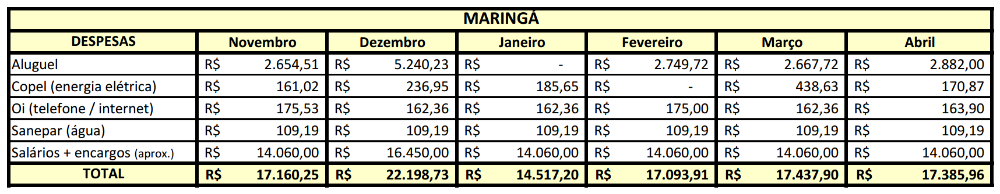 MARINGÁ
DESPESAS Novembro Dezembro Janeiro Fevereiro Março Abril
Aluguel R$ 2.654,51 R$ 5.240,23 R$ - R$ 2.749,72 R$ 2.667,72 R$ 2.882,00
Copel (energia elétrica) R$ 161,02 R$ 236,95 R$ 185,65 R$ - R$ 438,63 R$ 170,87
Oi (telefone / internet) R$ 175,53 R$ 162,36 R$ 162,36 R$ 175,00 R$ 162,36 R$ 163,90
Sanepar (água) R$ 109,19 R$ 109,19 R$ 109,19 R$ 109,19 R$ 109,19 R$ 109,19
Salários + encargos (aprox.) R$ 14.060,00 R$ 16.450,00 R$ 14.060,00 R$ 14.060,00 R$ 14.060,00 R$ 14.060,00
TOTAL R$ 17.160,25 R$ 22.198,73 R$ 14.517,20 R$ 17.093,91 R$ 17.437,90 R$ 17.385,96